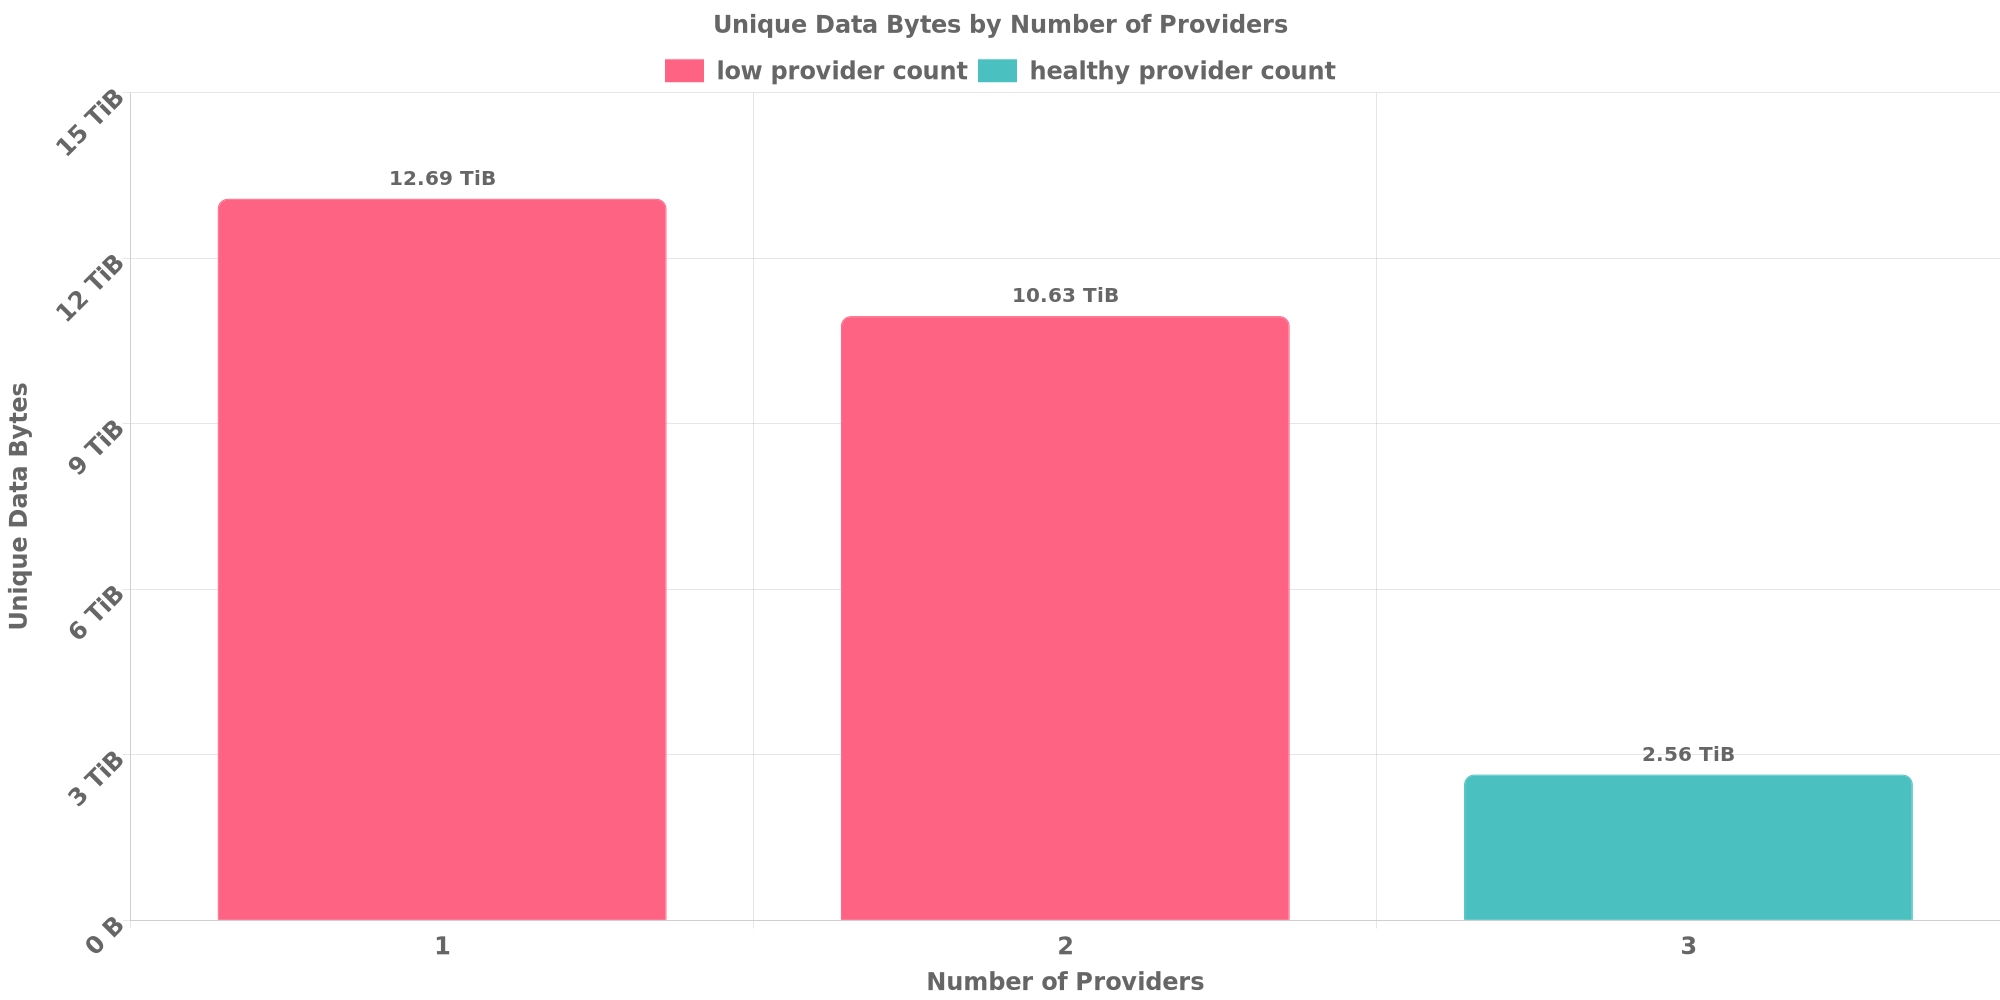 Unique Data Bytes by Number of Providers
low provider count healthy provider count
15 TiB
12 TiB
9 TiB
6 TiB
3 TiB
0 B
Unique Data Bytes
12.69 TiB
10.63 TiB
2.56 TiB
1 2 3
Number of Providers